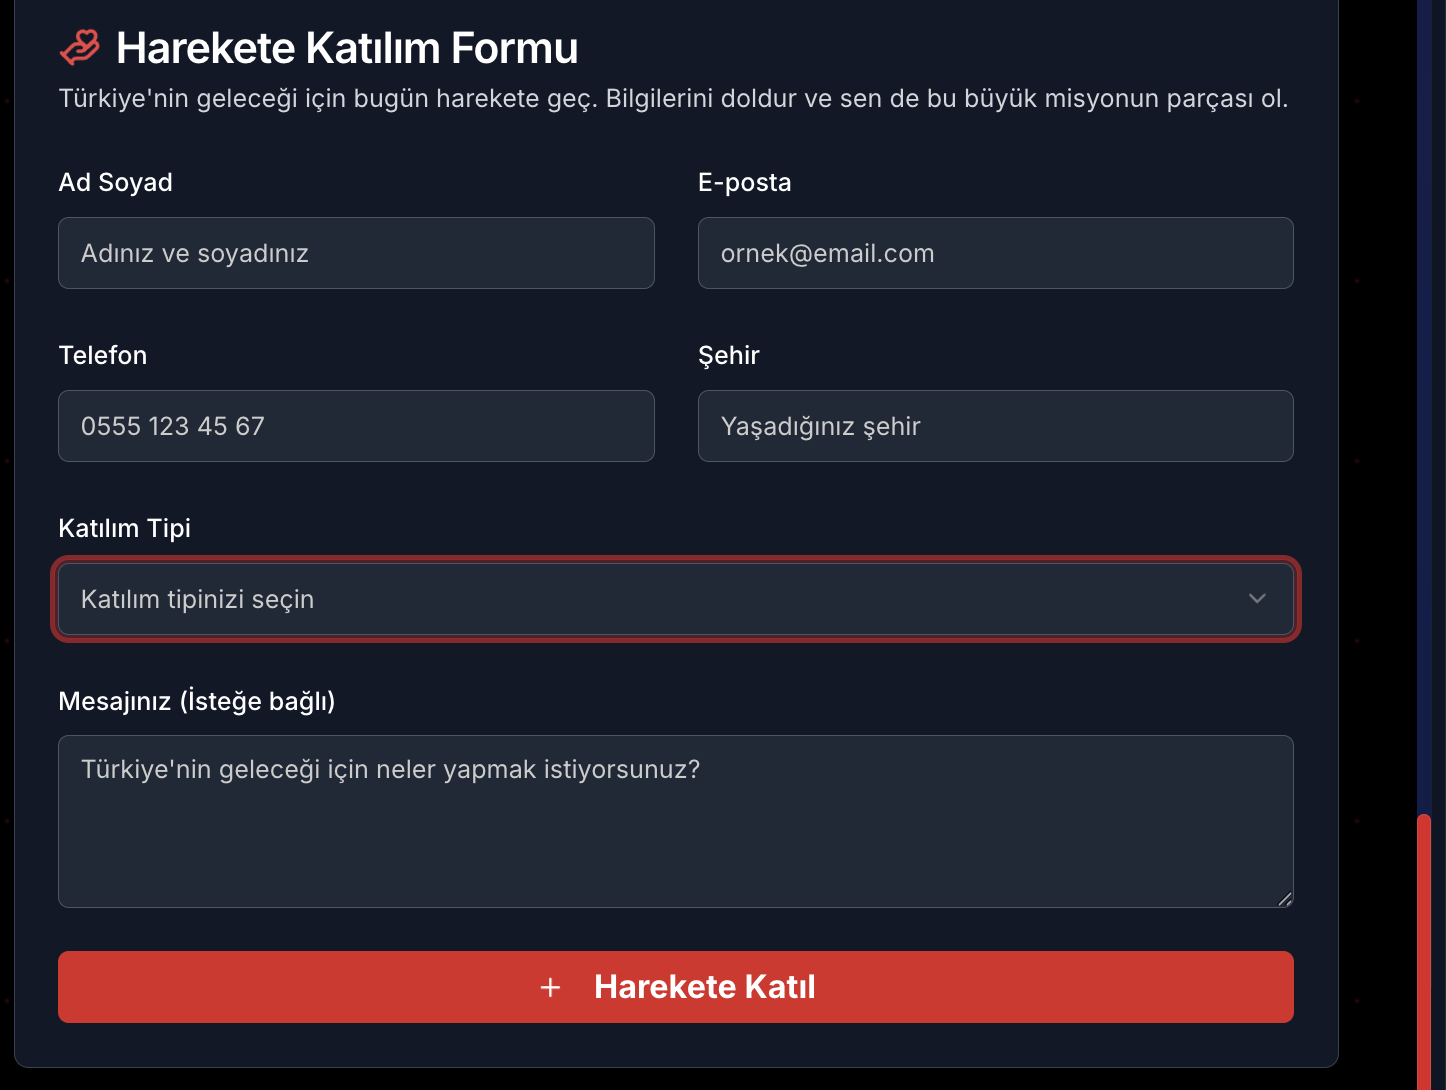 Harekete Katılım Formu
Türkiye'nin geleceği için bugün harekete geç. Bilgilerini doldur ve sen de bu büyük misyonun parçası ol.
Ad Soyad
E-posta
Adınız ve soyadınız
ornek@email.com
Telefon
Şehir
0555 123 45 67
Yaşadığınız şehir
Katılım Tipi
Katılım tipinizi seçin
Mesajınız (İsteğe bağlı)
Türkiye'nin geleceği için neler yapmak istiyorsunuz?
+ Harekete Katıl